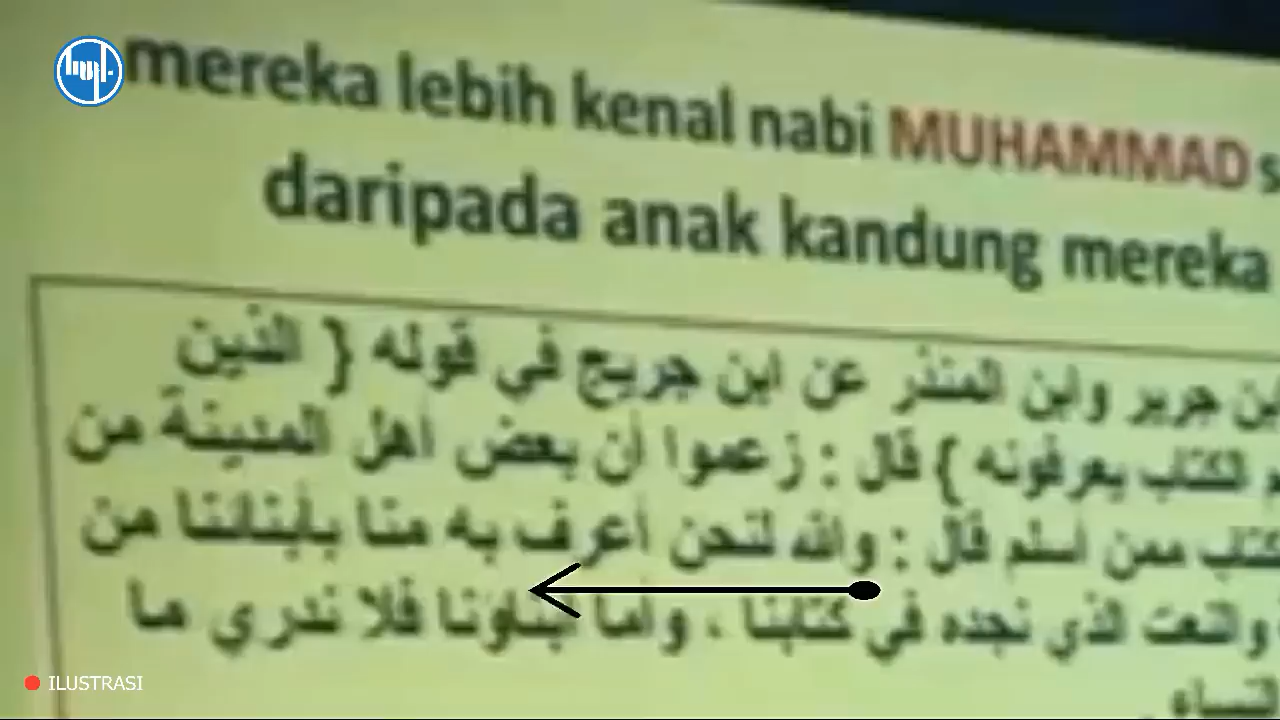 mereka lebih kenal nabi MUHAMMAD
daripada anak kandung mereka
جرير وابن المنذر عن ابن جريج في قوله { الذين
الكتاب يعرفونه } قال : زعموا أن بعض أهل المدينة من
ممن أسلم قال : والله لنحن أعرف به منا بأبنائنا من
والنعت الذي نجده في كتابنا ، وأما أبناؤنا فلا ندري ما
النساء .
ILUSTRASI